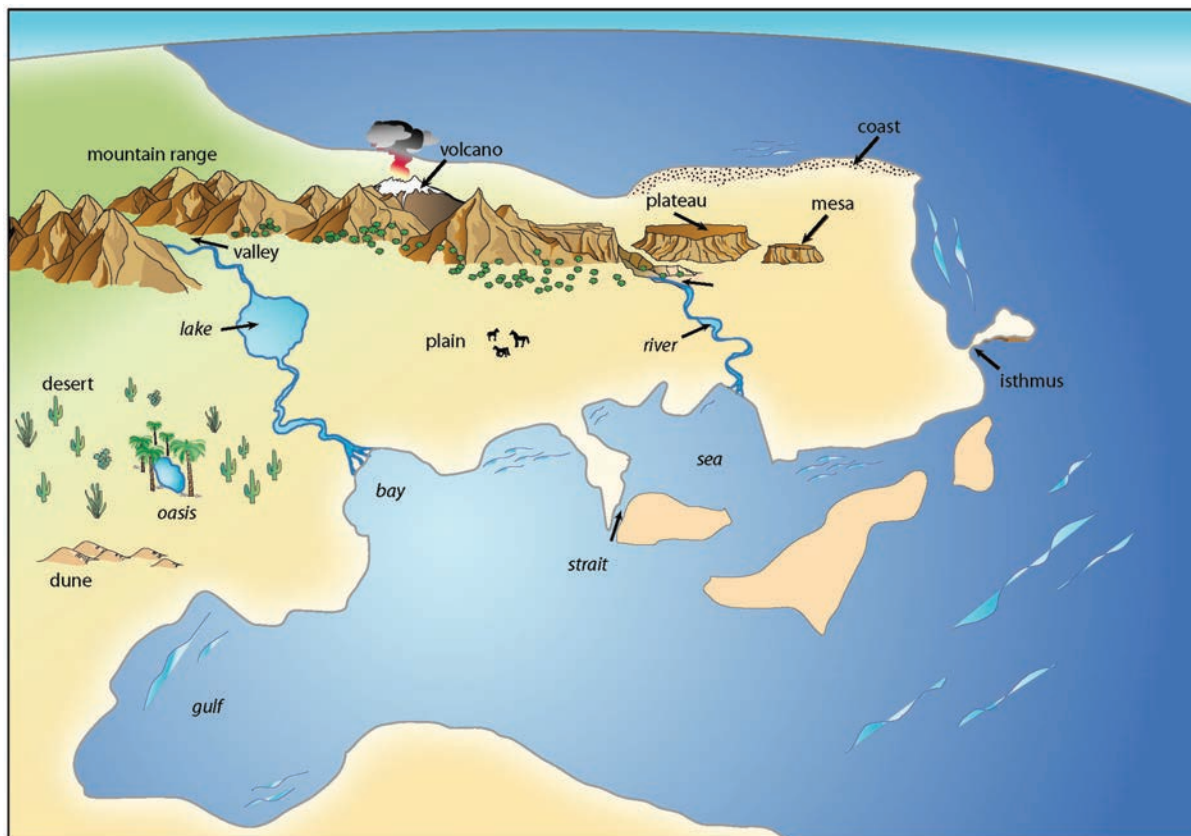 coast
volcano
mountain range
plateau
mesa
valley
lake
plain
river
isthmus
desert
bay
sea
oasis
strait
dune
gulf